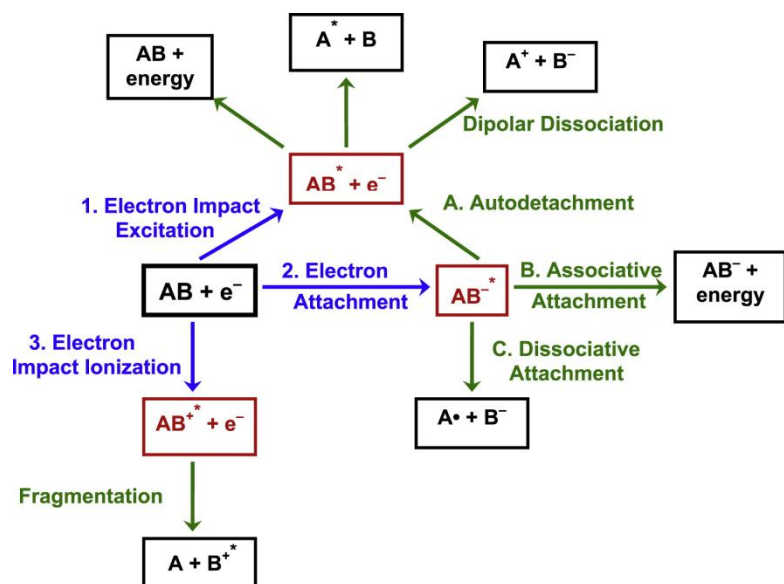 AB +
energy
A* + B
A⁺ + B⁻
Dipolar Dissociation
AB* + e⁻
1. Electron Impact
Excitation
A. Autodetachment
AB + e⁻
2. Electron
Attachment
AB⁻*
B. Associative
Attachment
AB⁻ +
energy
3. Electron
Impact Ionization
C. Dissociative
Attachment
AB⁺* + e⁻
A• + B⁻
Fragmentation
A + B⁺*